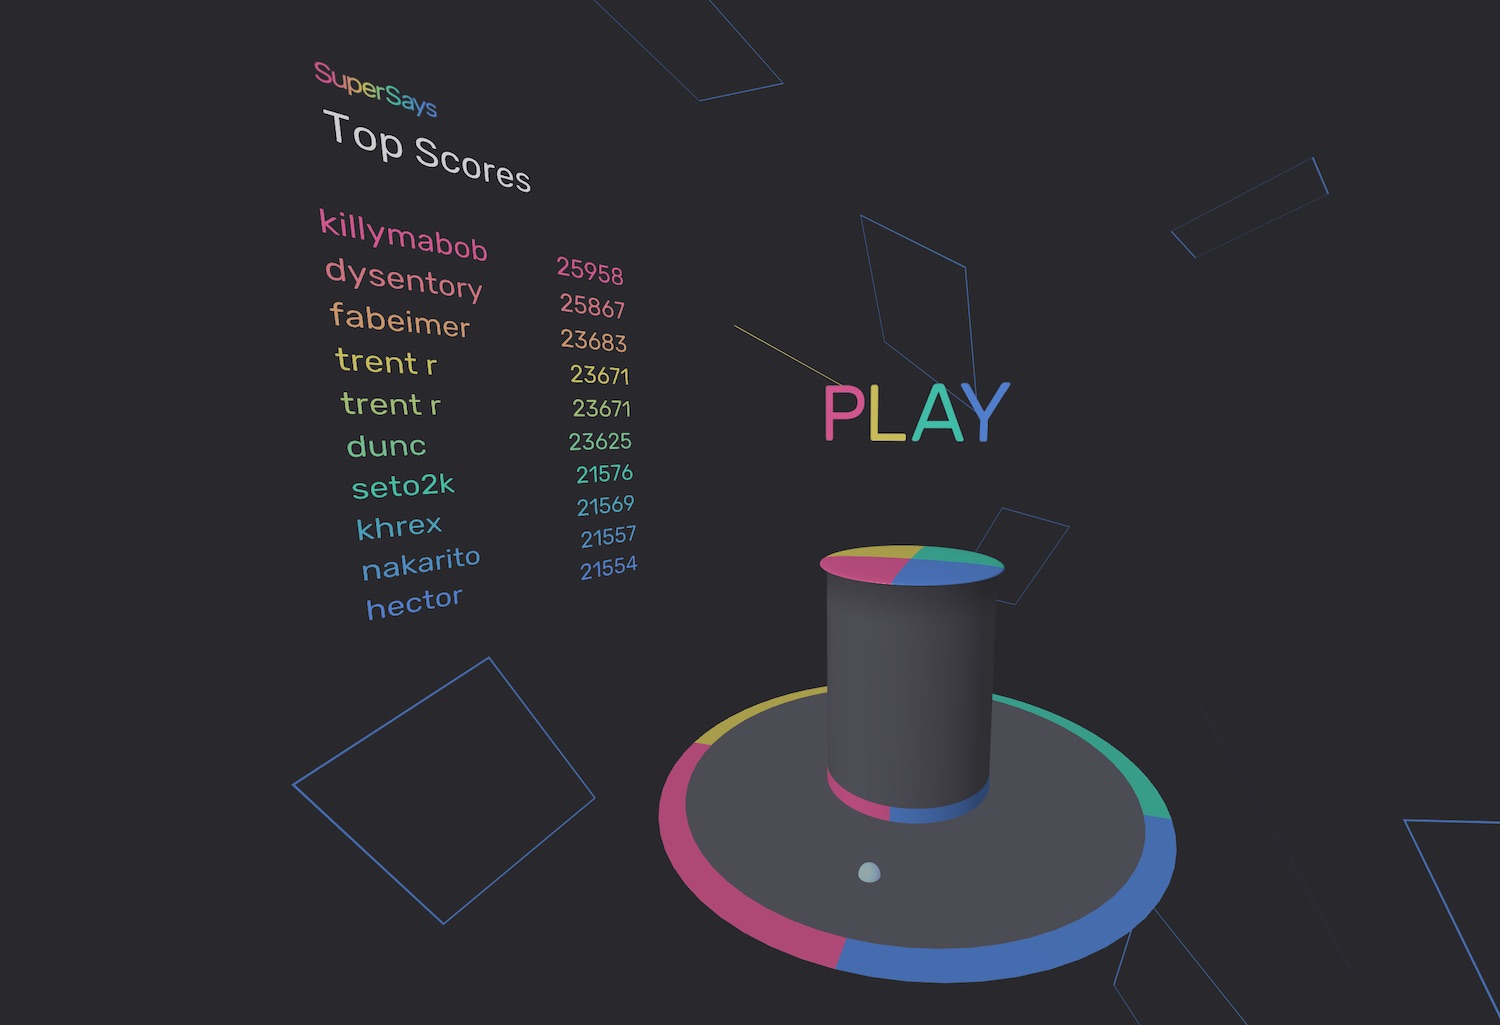 SuperSays
Top Scores
killymabob 25958
dysentory 25867
fabeimer 23683
trent r 23671
trent r 23671
dunc 23625
seto2k 21576
khrex 21569
nakarito 21557
hector 21554
PLAY